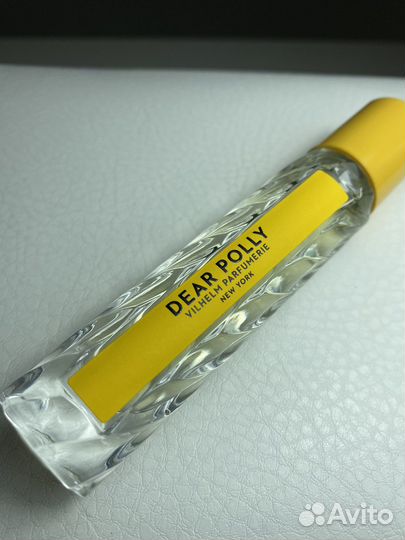 DEAR POLLY
VILHELM PARFUMERIE
NEW YORK
Avito